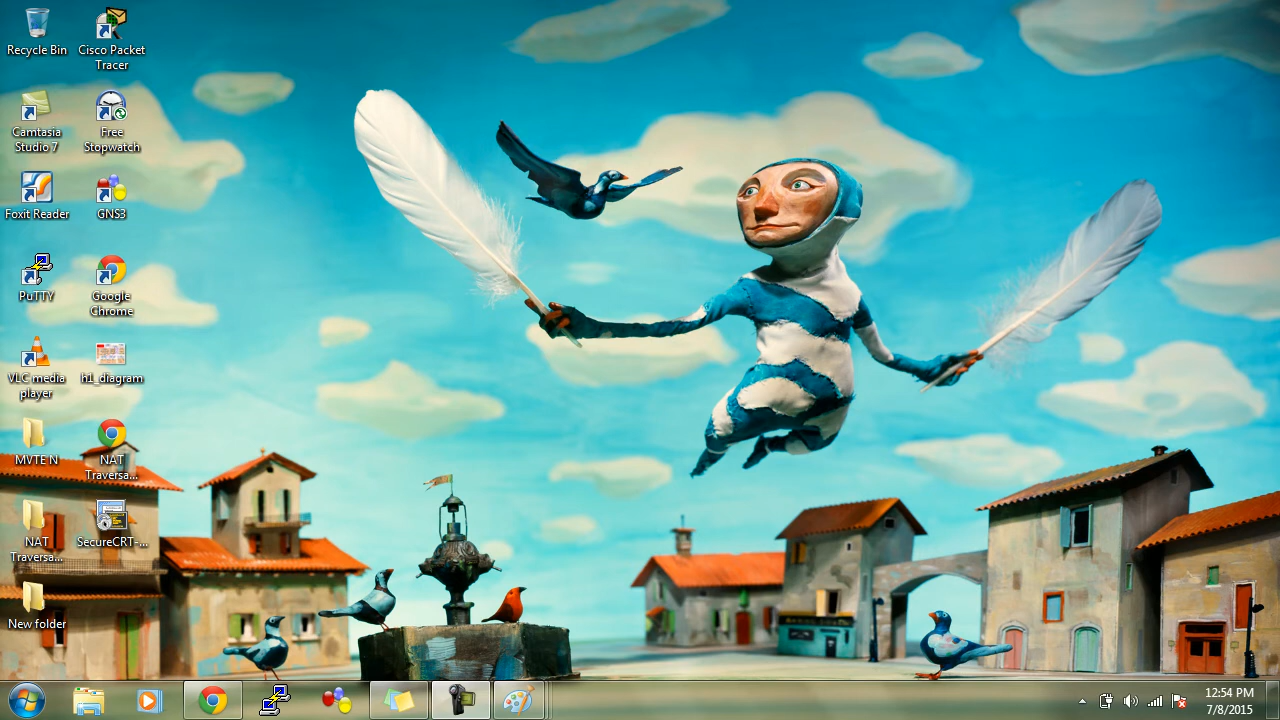 Recycle Bin
Cisco Packet
Tracer
Camtasia
Studio 7
Free
Stopwatch
Foxit Reader
GNS3
PuTTY
Google
Chrome
VLC media
player
h1_diagram
MVTE N
NAT
Traversa...
NAT
Traversa...
SecureCRT-...
New folder
12:54 PM
7/8/2015